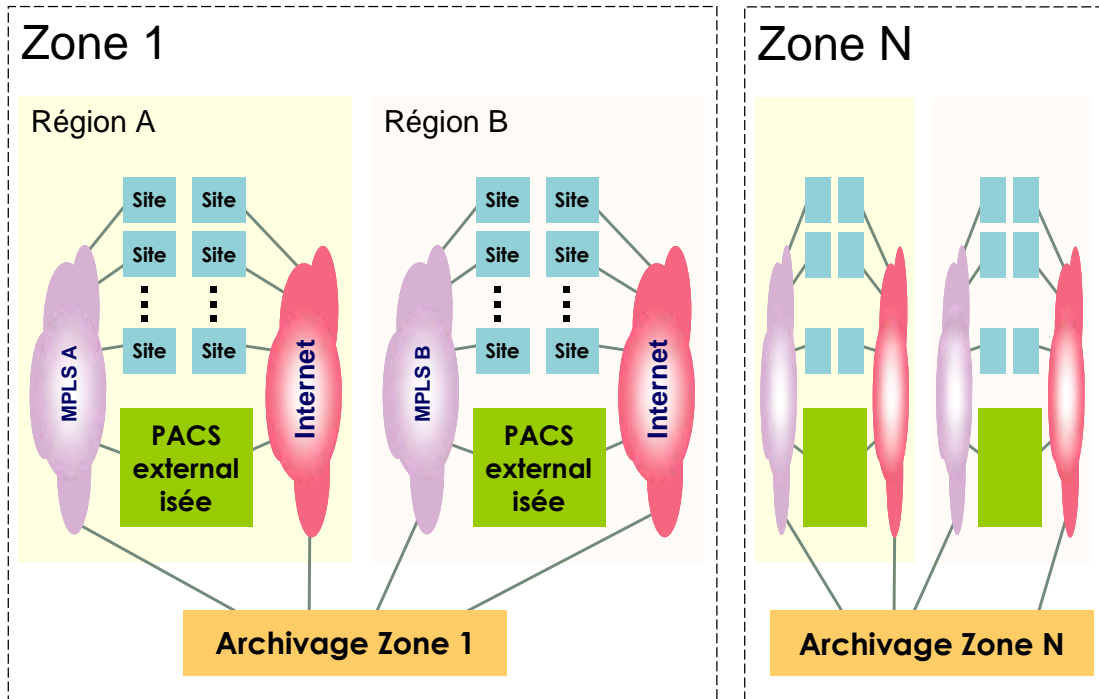 Zone 1
Région A
Site Site
Site Site
Site Site
MPLS A
Internet
PACS
external
isée
Région B
Site Site
Site Site
Site Site
MPLS B
Internet
PACS
external
isée
Archivage Zone 1
Zone N
Archivage Zone N